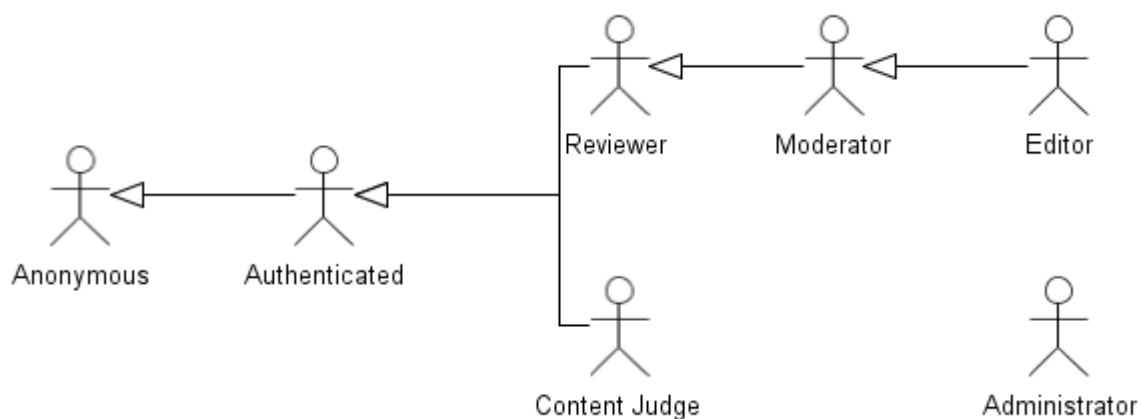 Reviewer Moderator Editor
Anonymous Authenticated
Content Judge Administrator